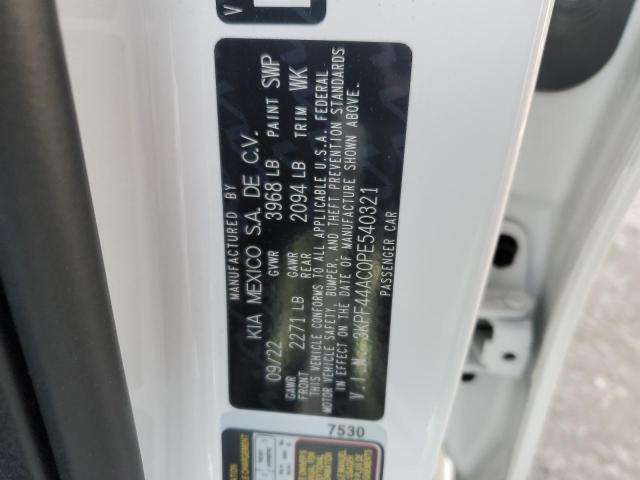 V
MANUFACTURED BY
KIA MEXICO S.A. DE C.V.
09/22 GVWR 3968 LB PAINT SWP
GAWR FRONT 2271 LB GAWR REAR 2094 LB TRIM WK
THIS VEHICLE CONFORMS TO ALL APPLICABLE U.S.A. FEDERAL
MOTOR VEHICLE SAFETY, BUMPER, AND THEFT PREVENTION STANDARDS
IN EFFECT ON THE DATE OF MANUFACTURE SHOWN ABOVE.
V.I.N. 3KPF44AC0PE540321
PASSENGER CAR
7530